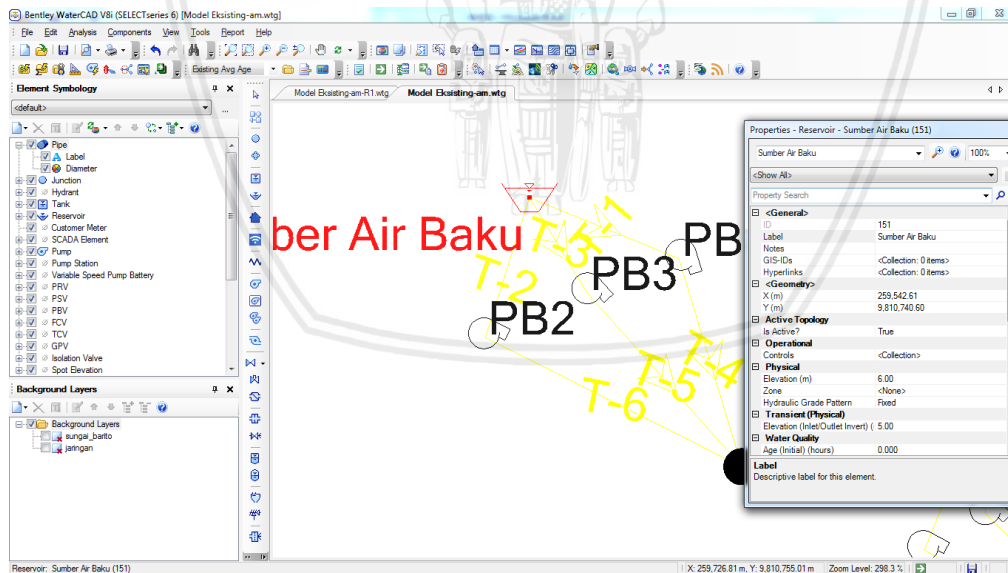 Bentley WaterCAD V8i (SELECTseries 6) [Model Eksisting-am.wtg]
File Edit Analysis Components View Tools Report Help
Existing Avg Age
Element Symbology
<default>
...
Pipe
Label
Diameter
Junction
Hydrant
Tank
Reservoir
Customer Meter
SCADA Element
Pump
Pump Station
Variable Speed Pump Battery
PRV
PSV
PBV
FCV
TCV
GPV
Isolation Valve
Spot Elevation
Background Layers
Background Layers
sungai_barito
jaringan
Model Eksisting-am-R1.wtg Model Eksisting-am.wtg
ber Air Baku
T-1
T-3
T-2
PB
PB3
PB2
T-4
T-5
T-6
Properties - Reservoir - Sumber Air Baku (151)
Sumber Air Baku 100%
<Show All>
Property Search
<General>
ID 151
Label Sumber Air Baku
Notes
GIS-IDs <Collection: 0 items>
Hyperlinks <Collection: 0 items>
<Geometry>
X (m) 259,542.61
Y (m) 9,810,740.60
Active Topology
Is Active? True
Operational
Controls <Collection>
Physical
Elevation (m) 6.00
Zone <None>
Hydraulic Grade Pattern Fixed
Transient (Physical)
Elevation (Inlet/Outlet Invert) ( 5.00
Water Quality
Age (Initial) (hours) 0.000
Label
Descriptive label for this element.
Reservoir: Sumber Air Baku (151)
X: 259,726.81 m, Y: 9,810,755.01 m Zoom Level: 298.3 %